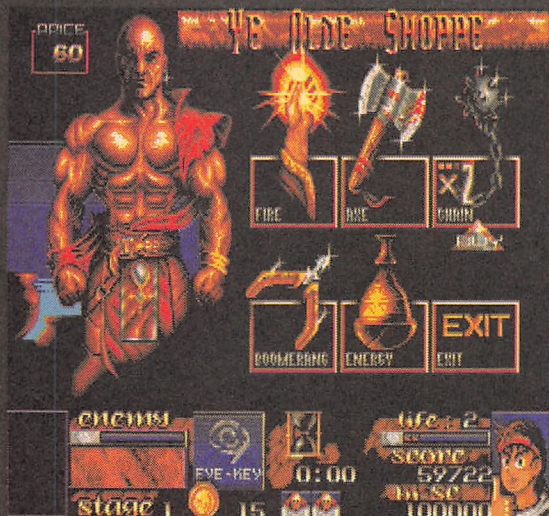 YE OLDE SHOPPE
PRICE
60
FIRE
AXE
X2
CHAIN
BOOMERANG
ENERGY
EXIT
EXIT
enemy
EYE-KEY
0:00
life: 2
score
59722
hi-sc
100000
stage 1
15